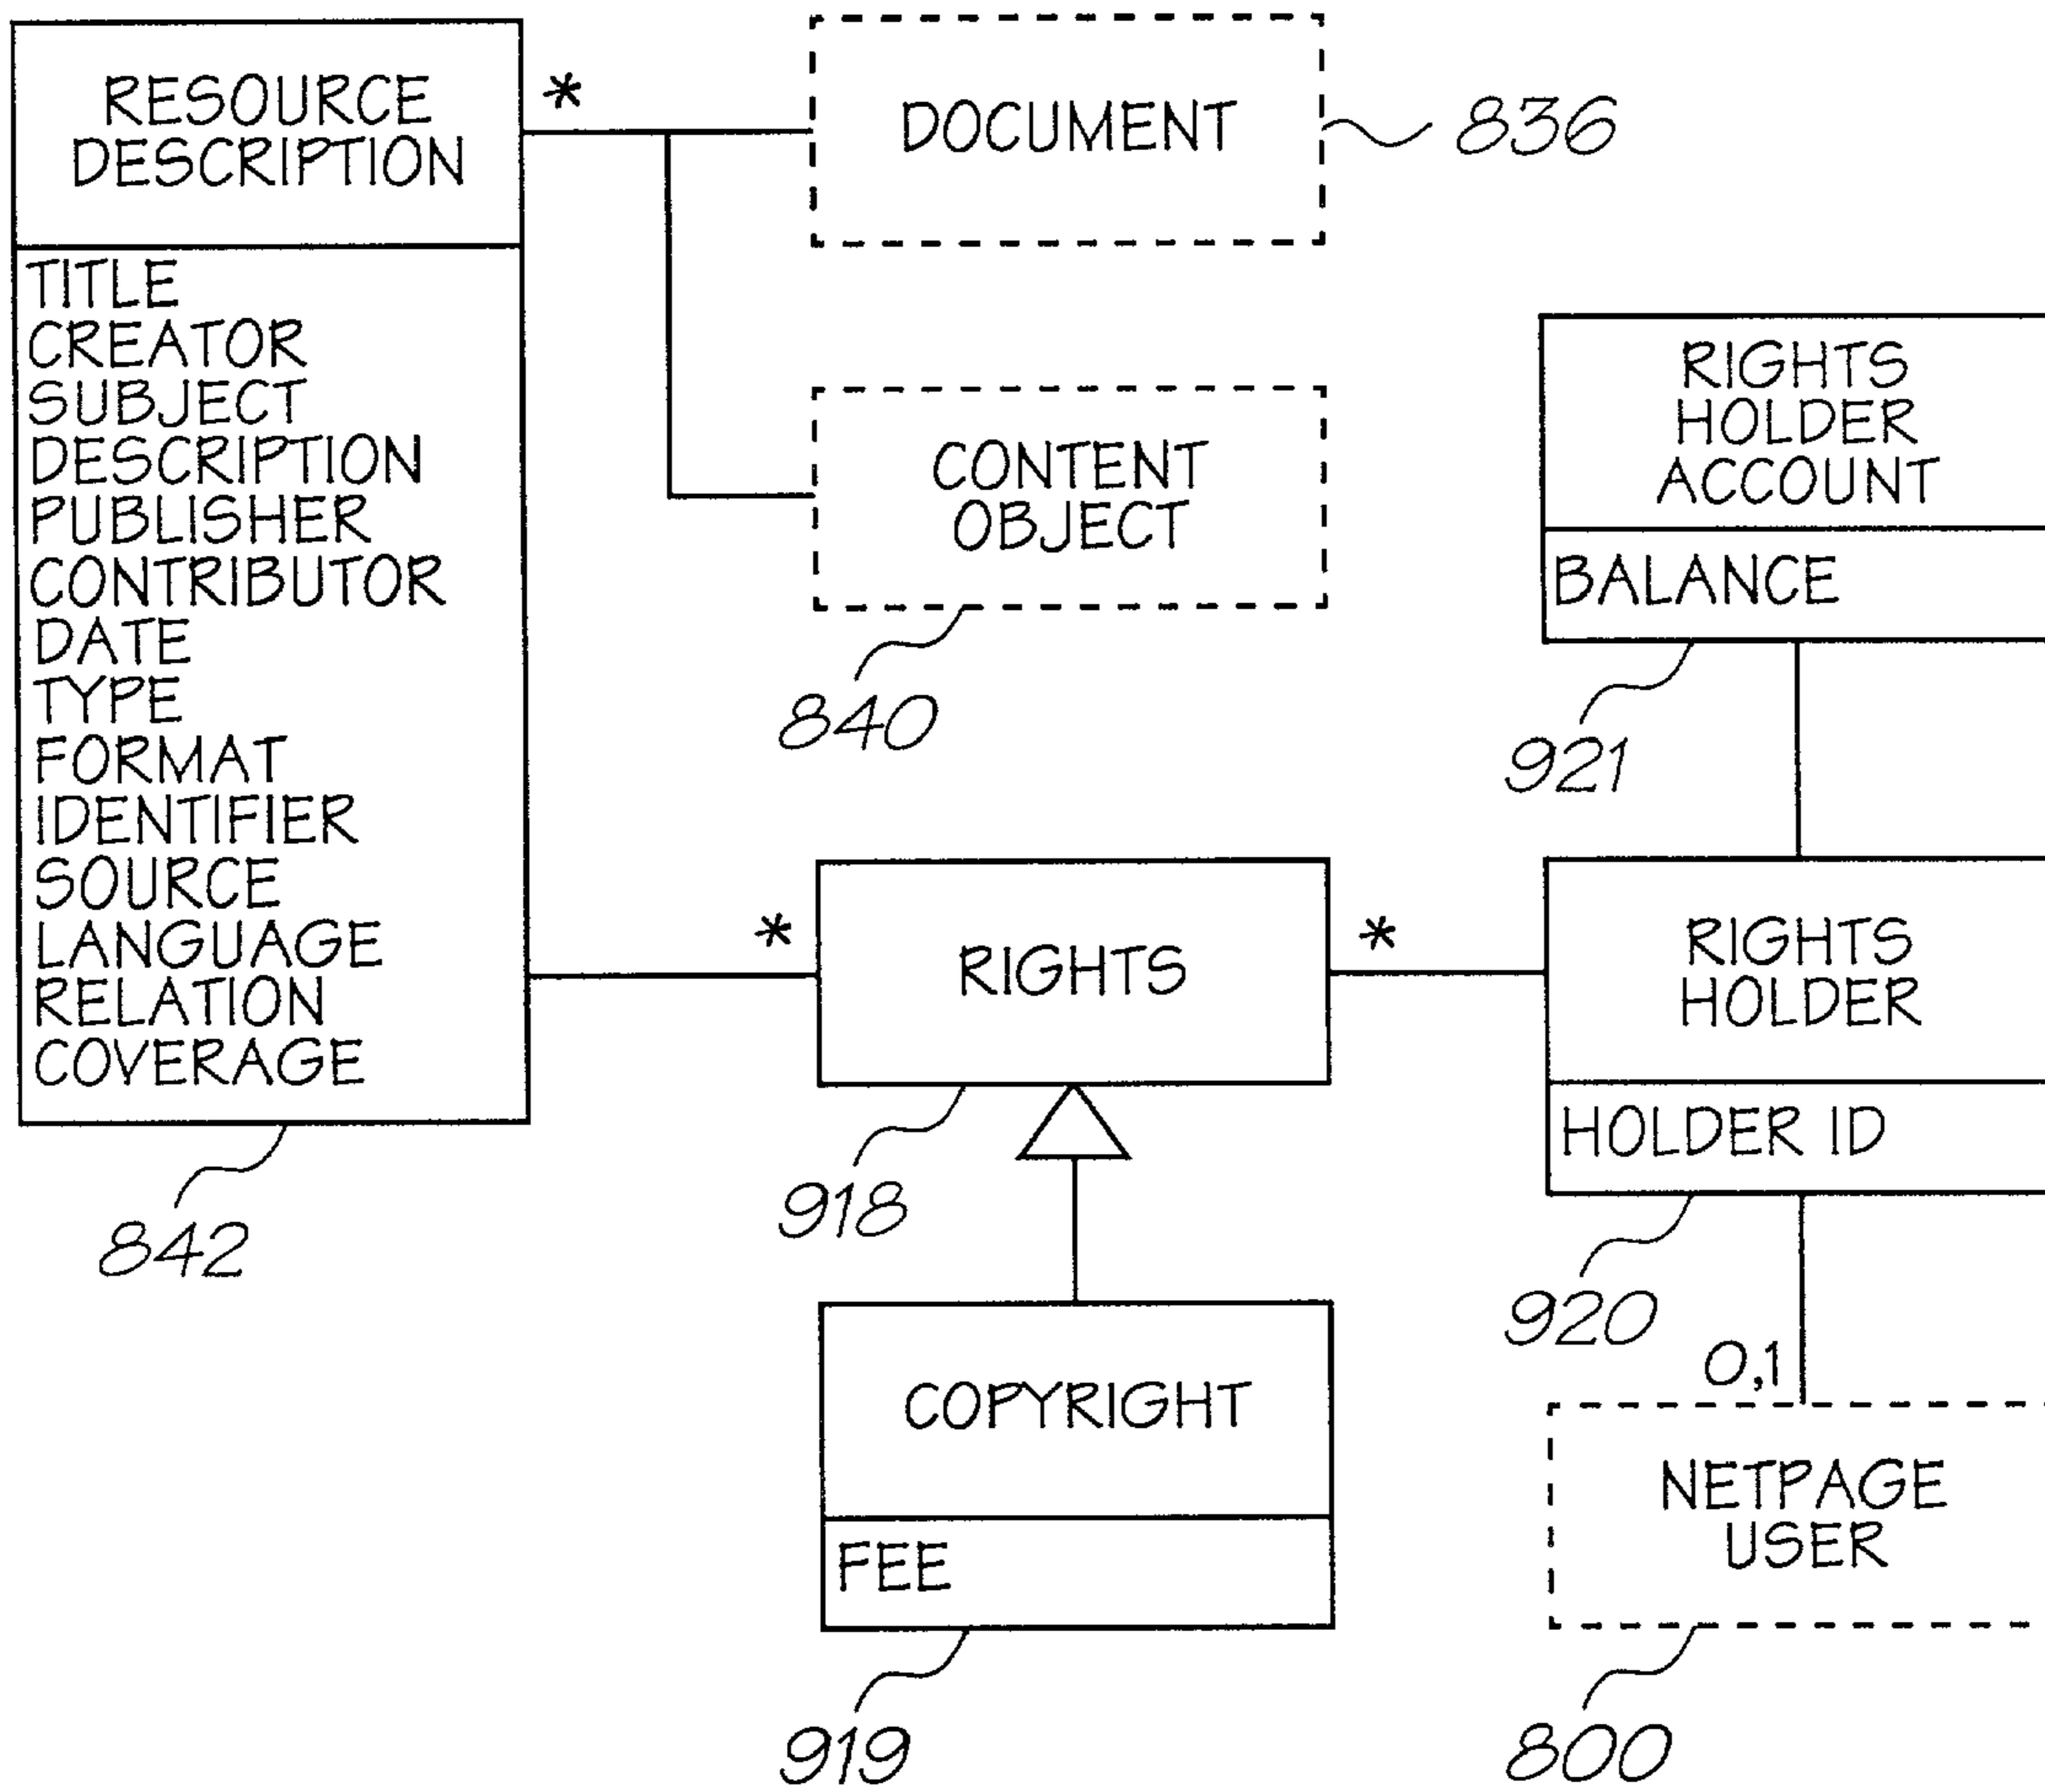 RESOURCE
DESCRIPTION
*
TITLE
CREATOR
SUBJECT
DESCRIPTION
PUBLISHER
CONTRIBUTOR
DATE
TYPE
FORMAT
IDENTIFIER
SOURCE
LANGUAGE
RELATION
COVERAGE
842
DOCUMENT
836
CONTENT
OBJECT
840
RIGHTS
HOLDER
ACCOUNT
BALANCE
921
*
RIGHTS
*
918
RIGHTS
HOLDER
HOLDER ID
920
0,1
COPYRIGHT
FEE
919
NETPAGE
USER
800